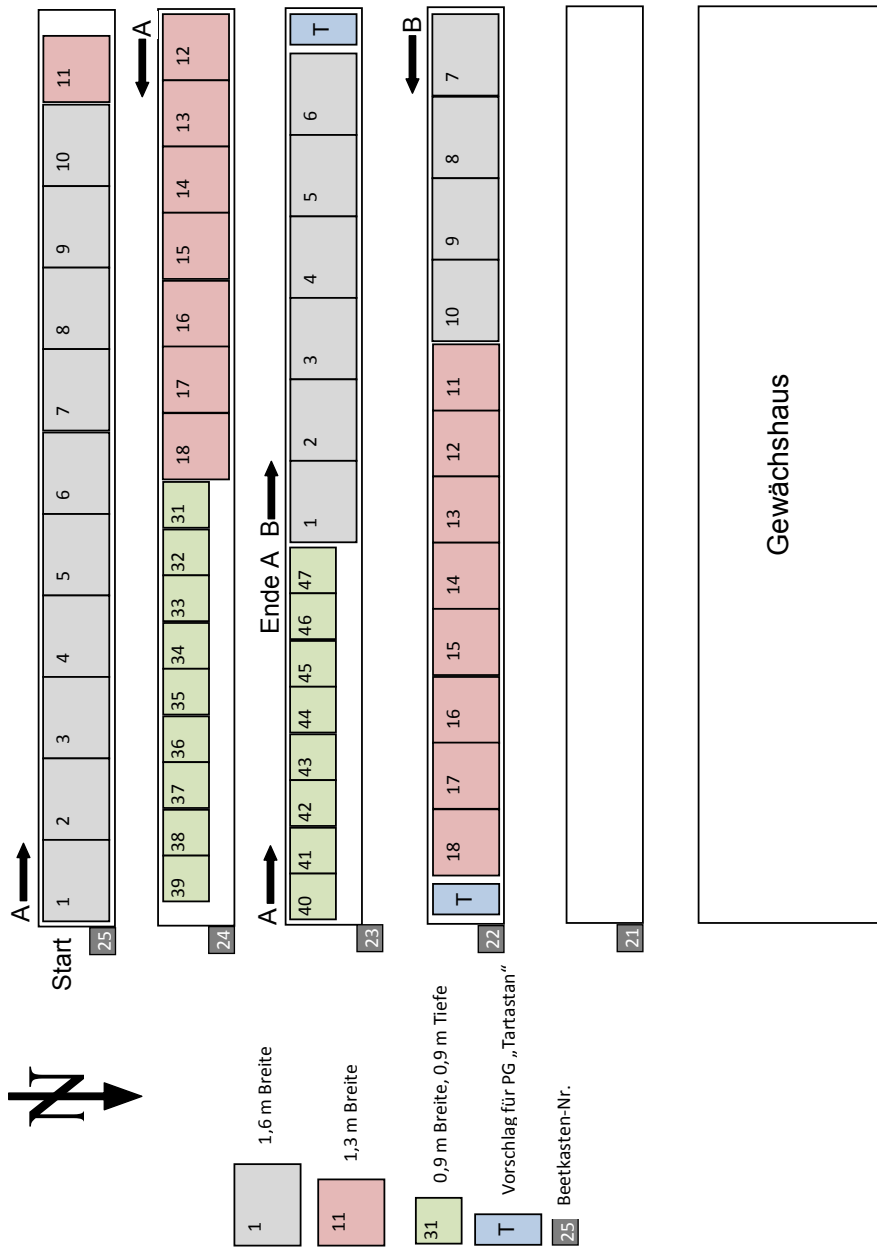 Start
A
25
1 2 3 4 5 6 7 8 9 10 11
A
24
39 38 37 36 35 34 33 32 31 18 17 16 15 14 13 12
A
Ende A B
23
40 41 42 43 44 45 46 47 1 2 3 4 5 6 T
B
22
T 18 17 16 15 14 13 12 11 10 9 8 7
21
Gewächshaus
N
1 1,6 m Breite
11 1,3 m Breite
31 0,9 m Breite, 0,9 m Tiefe
T Vorschlag für PG „Tartastan“
25 Beetkasten-Nr.